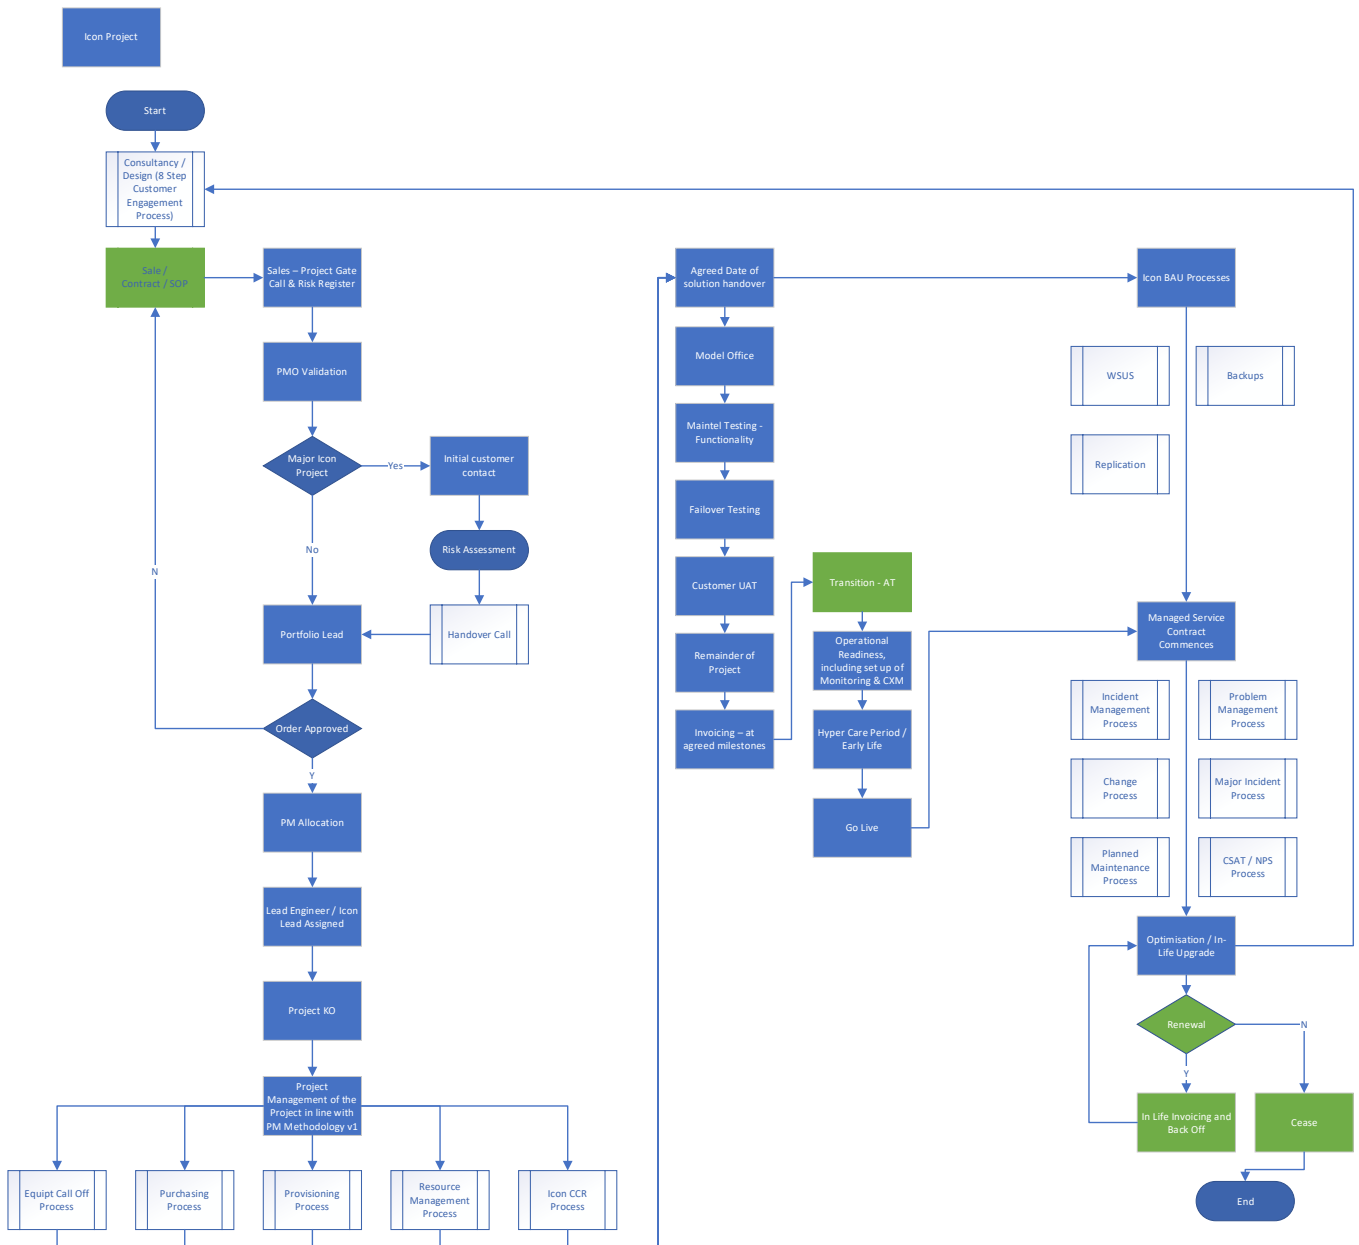 Icon Project
Start
Consultancy /
Design (8 Step
Customer
Engagement
Process)
Sale /
Contract / SOP
Sales – Project Gate
Call & Risk Register
PMO Validation
Major Icon
Project
Yes
Initial customer
contact
Risk Assessment
No
N
Portfolio Lead
Handover Call
Order Approved
Y
PM Allocation
Lead Engineer / Icon
Lead Assigned
Project KO
Project
Management of the
Project in line with
PM Methodology v1
Equipt Call Off
Process
Purchasing
Process
Provisioning
Process
Resource
Management
Process
Icon CCR
Process
Agreed Date of
solution handover
Model Office
Maintel Testing -
Functionality
Failover Testing
Customer UAT
Remainder of
Project
Invoicing – at
agreed milestones
Transition - AT
Operational
Readiness,
including set up of
Monitoring & CXM
Hyper Care Period /
Early Life
Go Live
Icon BAU Processes
WSUS
Backups
Replication
Managed Service
Contract
Commences
Incident
Management
Process
Problem
Management
Process
Change
Process
Major Incident
Process
Planned
Maintenance
Process
CSAT / NPS
Process
Optimisation / In-
Life Upgrade
Renewal
N
Y
In Life Invoicing and
Back Off
Cease
End